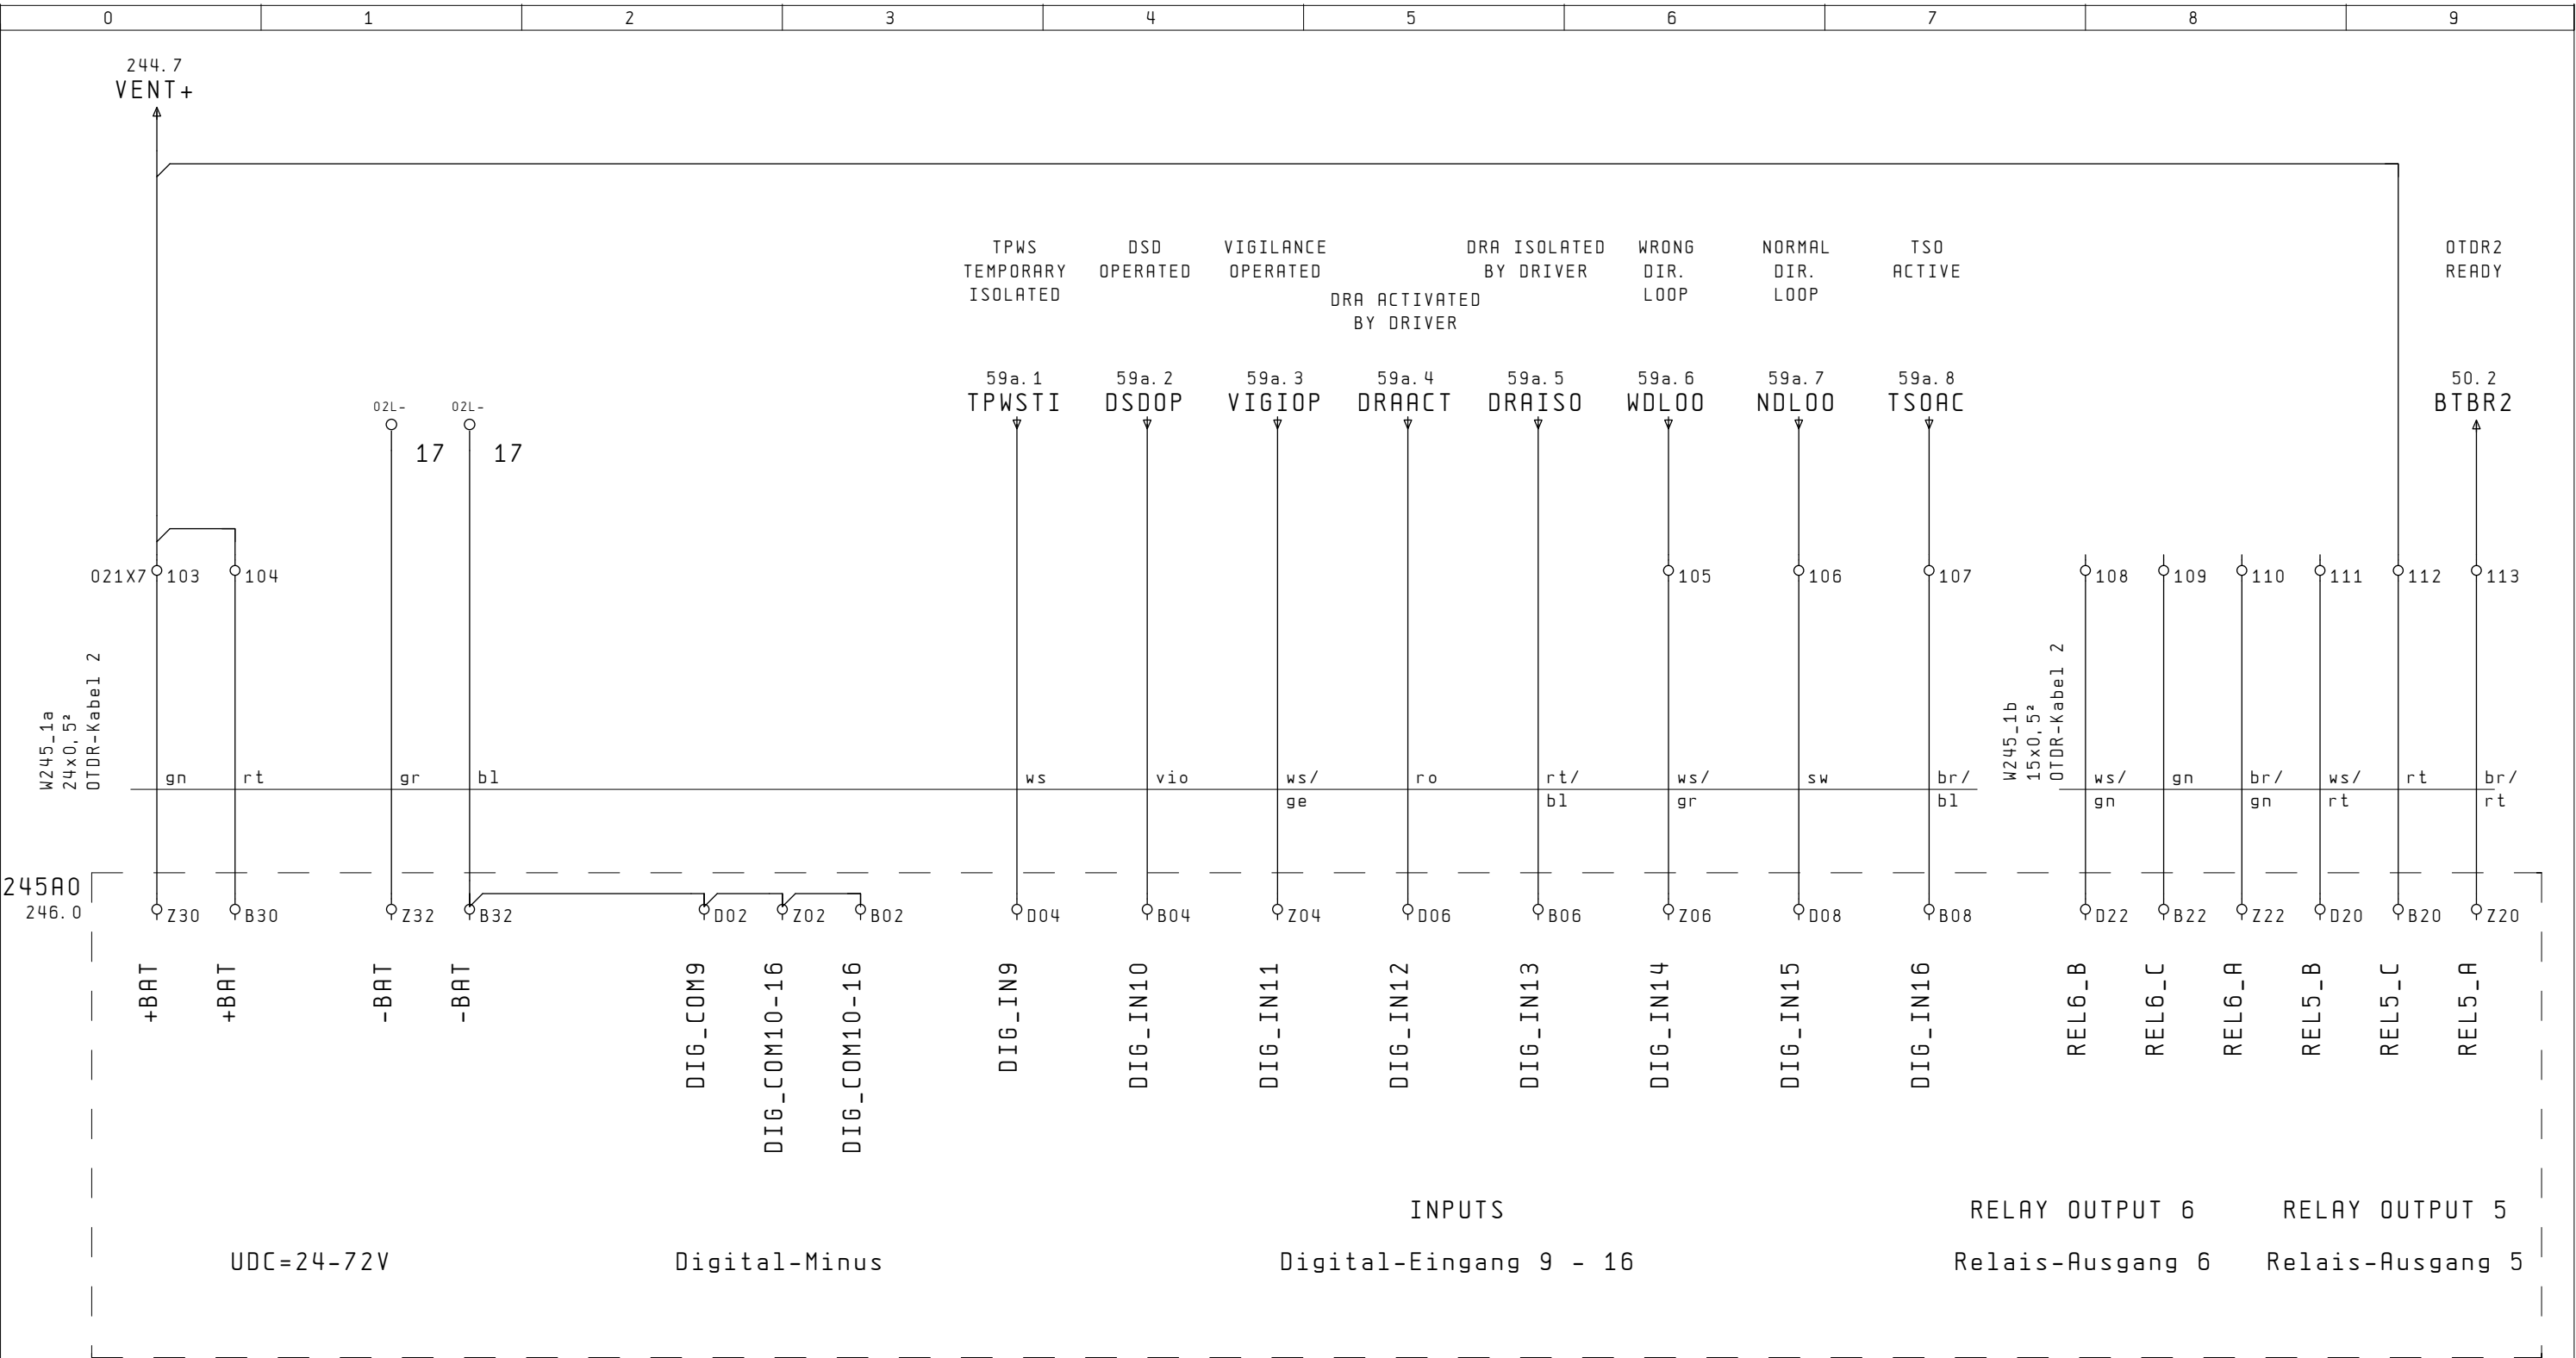 0 1 2 3 4 5 6 7 8 9
244.7
VENT+
TPWS
TEMPORARY
ISOLATED
DSD
OPERATED
VIGILANCE
OPERATED
DRA ACTIVATED
BY DRIVER
DRA ISOLATED
BY DRIVER
WRONG
DIR.
LOOP
NORMAL
DIR.
LOOP
TSO
ACTIVE
OTDR2
READY
59a.1 59a.2 59a.3 59a.4 59a.5 59a.6 59a.7 59a.8 50.2
TPWSTI DSDOP VIGIOP DRAACT DRAISO WDLOO NDLOO TSOAC BTBR2
02L- 02L-
17 17
021X7 103 104 105 106 107 108 109 110 111 112 113
W245_1a
24x0,5²
OTDR-Kabel 2
W245_1b
15x0,5²
OTDR-Kabel 2
gn rt gr bl ws vio ws/ ro rt/ ws/ sw br/ ws/ gn br/ ws/ rt br/
ge bl gr bl gn gn rt rt
245A0
246.0
Z30 B30 Z32 B32 D02 Z02 B02 D04 B04 Z04 D06 B06 Z06 D08 B08 D22 B22 Z22 D20 B20 Z20
+BAT
+BAT
-BAT
-BAT
DIG_COM9
DIG_COM10-16
DIG_COM10-16
DIG_IN9
DIG_IN10
DIG_IN11
DIG_IN12
DIG_IN13
DIG_IN14
DIG_IN15
DIG_IN16
REL6_B
REL6_C
REL6_A
REL5_B
REL5_C
REL5_A
INPUTS RELAY OUTPUT 6 RELAY OUTPUT 5
UDC=24-72V Digital-Minus Digital-Eingang 9 - 16 Relais-Ausgang 6 Relais-Ausgang 5